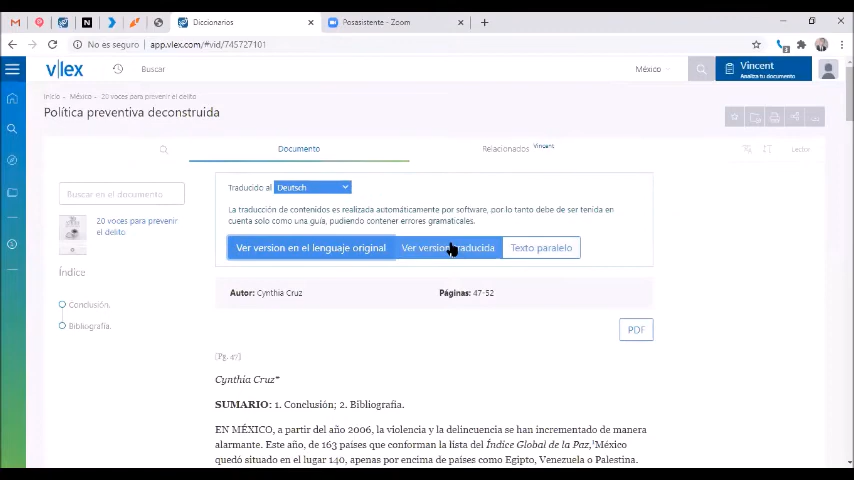 Diccionarios
Posasistente - Zoom
No es seguro | app.vlex.com/#vid/745727101
v|lex
Buscar
México
Vincent
Analiza tu documento
Inicio - México - 20 voces para prevenir el delito
Política preventiva deconstruida
Documento
Relacionados Vincent
Lector
Buscar en el documento
20 voces para prevenir
el delito.
Índice
Conclusión.
Bibliografía.
Traducido al Deutsch
La traducción de contenidos es realizada automáticamente por software, por lo tanto debe de ser tenida en
cuenta solo como una guía, pudiendo contener errores gramaticales.
Ver version en el lenguaje original
Ver version traducida
Texto paralelo
Autor: Cynthia Cruz
Páginas: 47-52
PDF
[Pg. 47]
Cynthia Cruz*
SUMARIO: 1. Conclusión; 2. Bibliografía.
EN MÉXICO, a partir del año 2006, la violencia y la delincuencia se han incrementado de manera
alarmante. Este año, de 163 países que conforman la lista del Índice Global de la Paz,¹México
quedó situado en el lugar 140, apenas por encima de países como Egipto, Venezuela o Palestina.